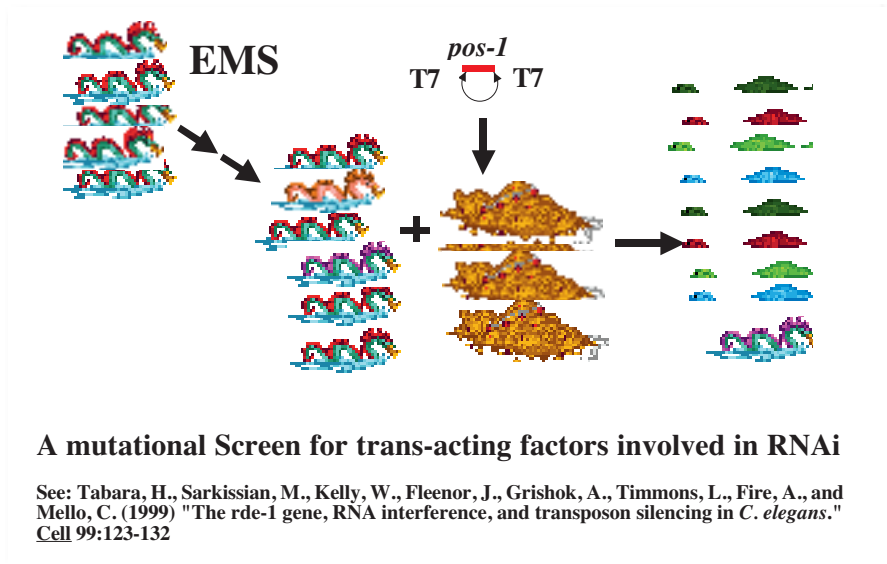 EMS
pos-1
T7 T7
A mutational Screen for trans-acting factors involved in RNAi
See: Tabara, H., Sarkissian, M., Kelly, W., Fleenor, J., Grishok, A., Timmons, L., Fire, A., and
Mello, C. (1999) "The rde-1 gene, RNA interference, and transposon silencing in C. elegans."
Cell 99:123-132